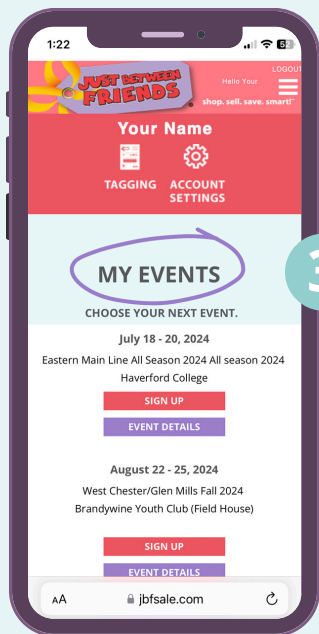 1:22
52
LOGOUT
Hello Your
JUST BETWEEN
FRIENDS
shop. sell. save. smart!™
Your Name
TAGGING
ACCOUNT
SETTINGS
3
MY EVENTS
CHOOSE YOUR NEXT EVENT.
July 18 - 20, 2024
Eastern Main Line All Season 2024 All season 2024
Haverford College
SIGN UP
EVENT DETAILS
August 22 - 25, 2024
West Chester/Glen Mills Fall 2024
Brandywine Youth Club (Field House)
SIGN UP
EVENT DETAILS
AA
jbfsale.com